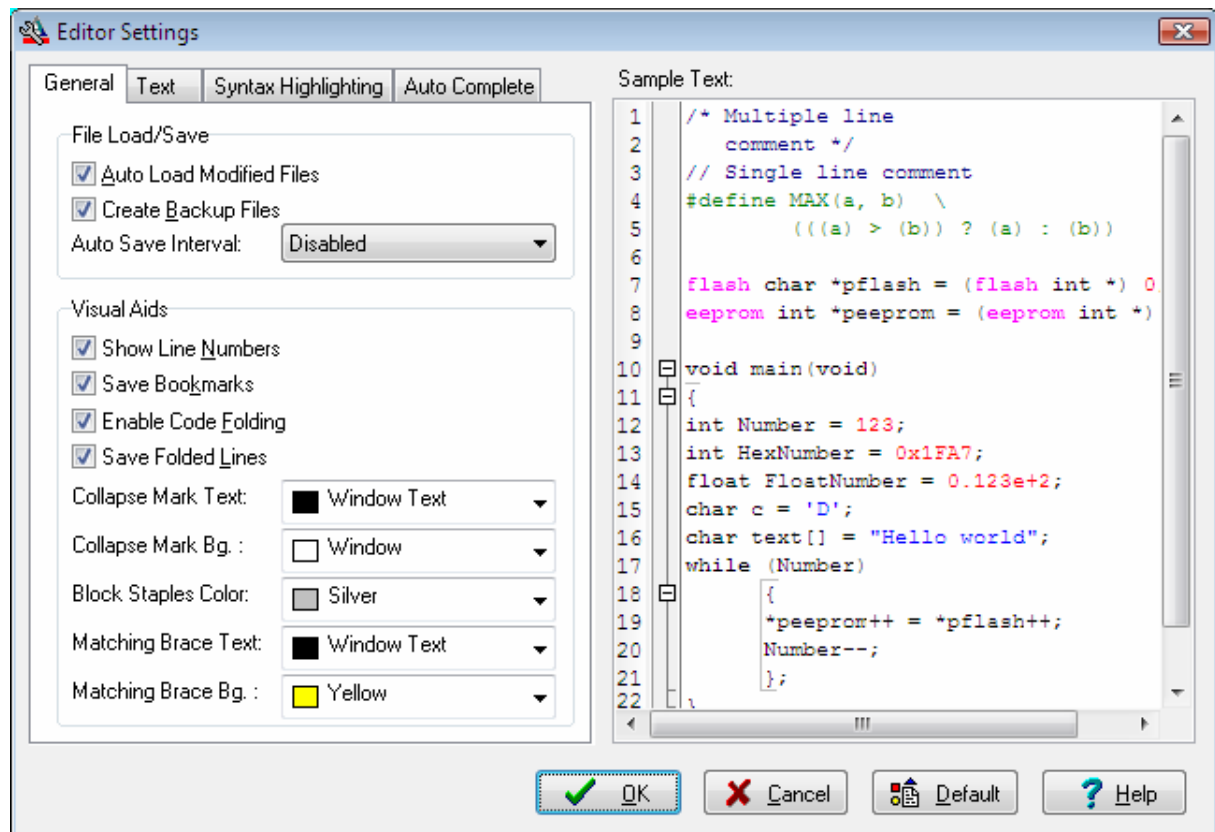 Editor Settings
General Text Syntax Highlighting Auto Complete
File Load/Save
Auto Load Modified Files
Create Backup Files
Auto Save Interval: Disabled
Visual Aids
Show Line Numbers
Save Bookmarks
Enable Code Folding
Save Folded Lines
Collapse Mark Text: Window Text
Collapse Mark Bg. : Window
Block Staples Color: Silver
Matching Brace Text: Window Text
Matching Brace Bg. : Yellow
Sample Text:
1 /* Multiple line
2 comment */
3 // Single line comment
4 #define MAX(a, b) \
5 (((a) > (b)) ? (a) : (b))
6
7 flash char *pflash = (flash int *) 0
8 eeprom int *peeprom = (eeprom int *)
9
10 void main(void)
11 {
12 int Number = 123;
13 int HexNumber = 0x1FA7;
14 float FloatNumber = 0.123e+2;
15 char c = 'D';
16 char text[] = "Hello world";
17 while (Number)
18 {
19 *peeprom++ = *pflash++;
20 Number--;
21 };
22 }
OK Cancel Default Help